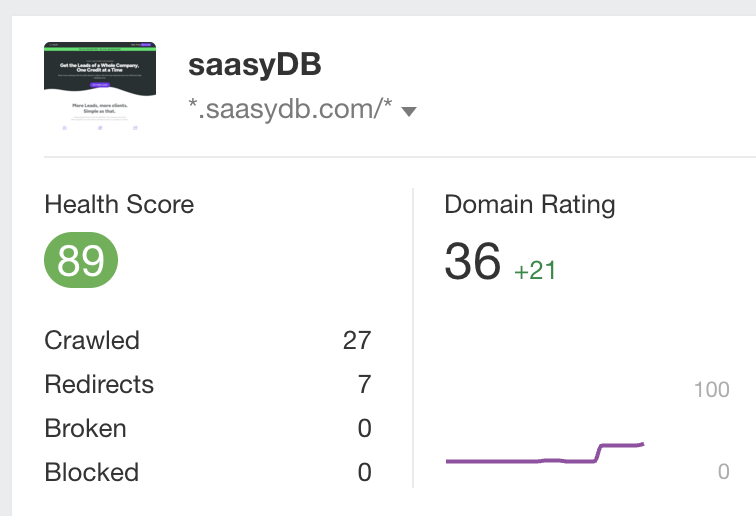 Get the Leads of a Whole Company,
One Credit at a Time
More Leads, more clients.
Simple as that.
saasyDB
*.saasydb.com/*
Health Score
89
Crawled 27
Redirects 7
Broken 0
Blocked 0
Domain Rating
36 +21
100
0